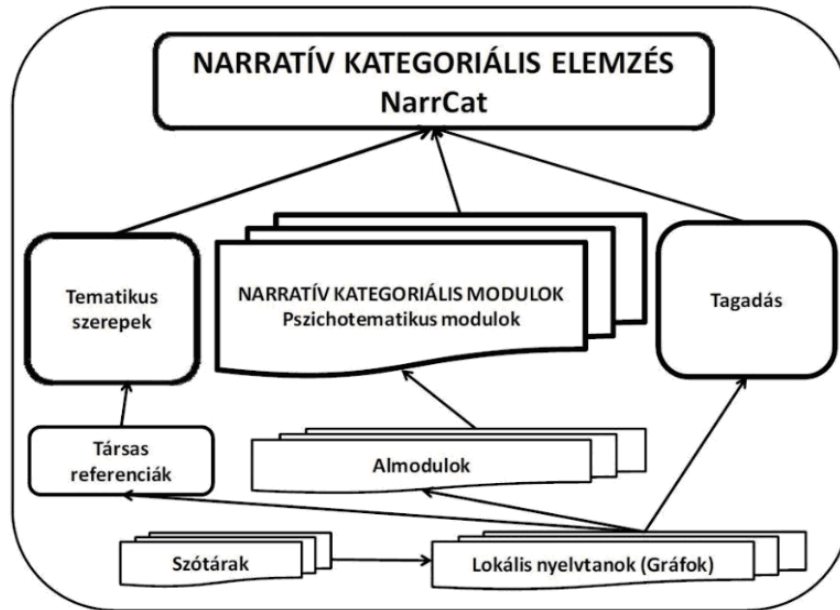 NARRATÍV KATEGORIÁLIS ELEMZÉS
NarrCat
Tematikus
szerepek
NARRATÍV KATEGORIÁLIS MODULOK
Pszichotematikus modulok
Tagadás
Társas
referenciák
Almodulok
Szótárak
Lokális nyelvtanok (Gráfok)